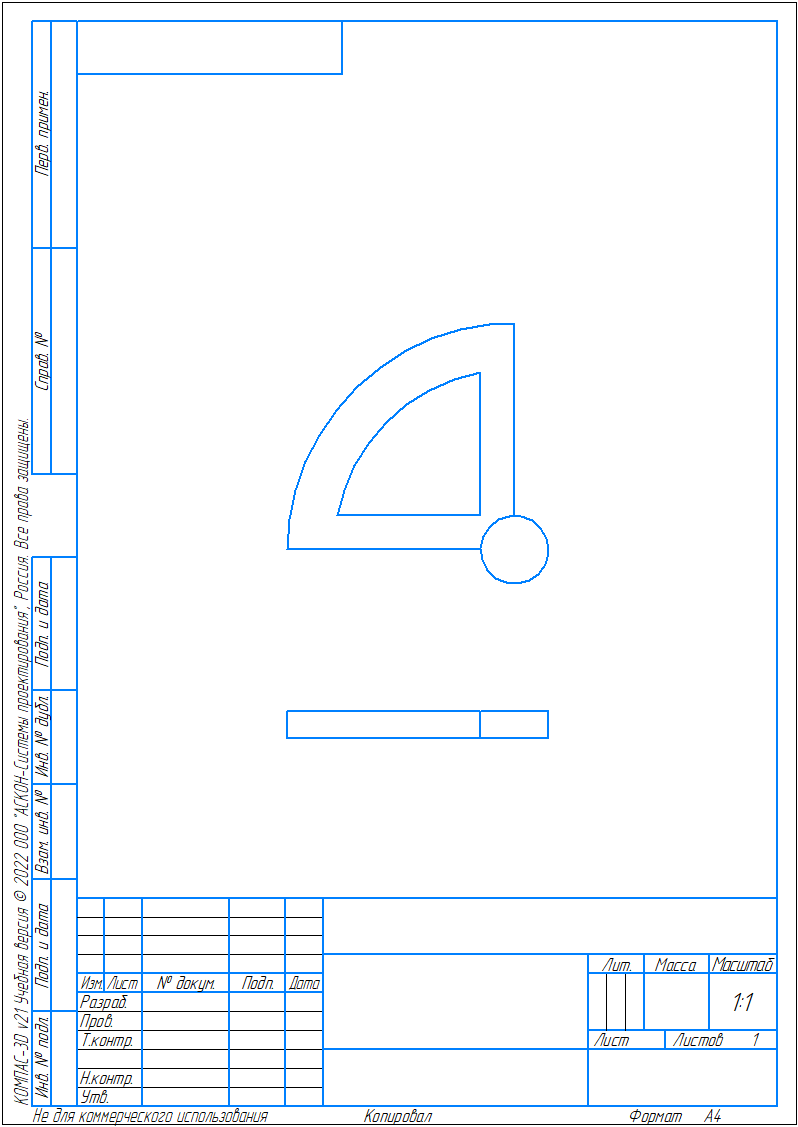 Перв. примен.
Справ. №
Подп. и дата
Инв. № дубл.
Взам. инв. №
Подп. и дата
Инв. № подл.
КОМПАС-3D v21 Учебная версия © 2022 ООО "АСКОН-Системы проектирования", Россия. Все права защищены.
Лит. Масса Масштаб
Изм. Лист № докум. Подп. Дата
Разраб.
1:1
Пров.
Т.контр. Лист Листов 1
Н.контр.
Утв.
Не для коммерческого использования Копировал Формат А4